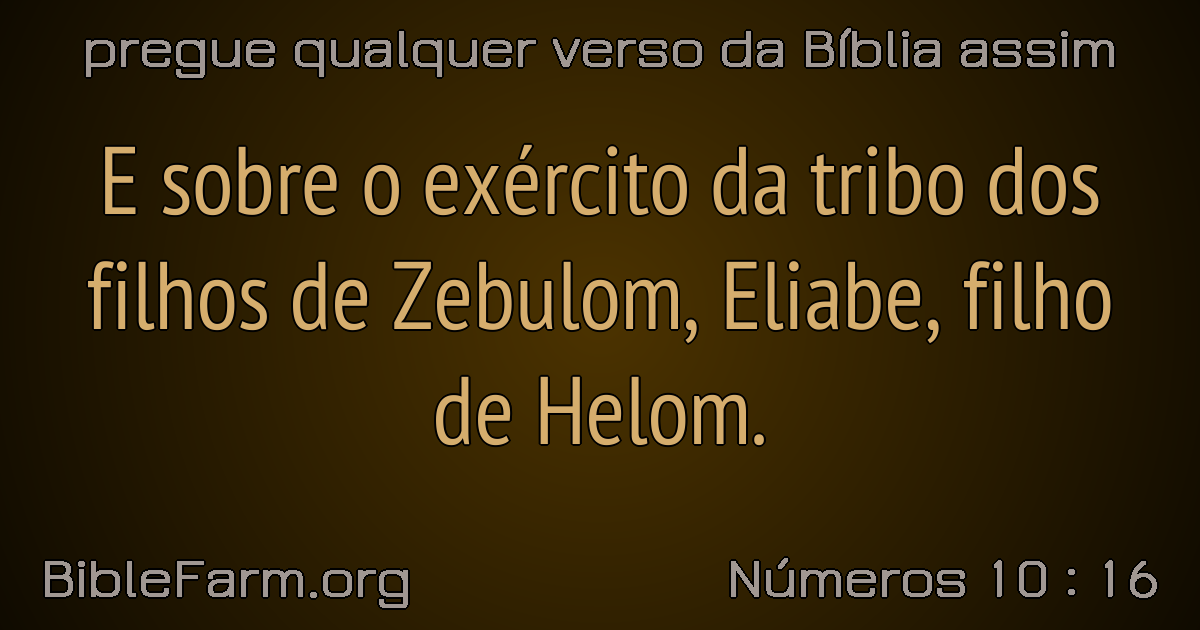 pregue qualquer verso da Bíblia assim
E sobre o exército da tribo dos
filhos de Zebulom, Eliabe, filho
de Helom.
BibleFarm.org
Números 10 : 16